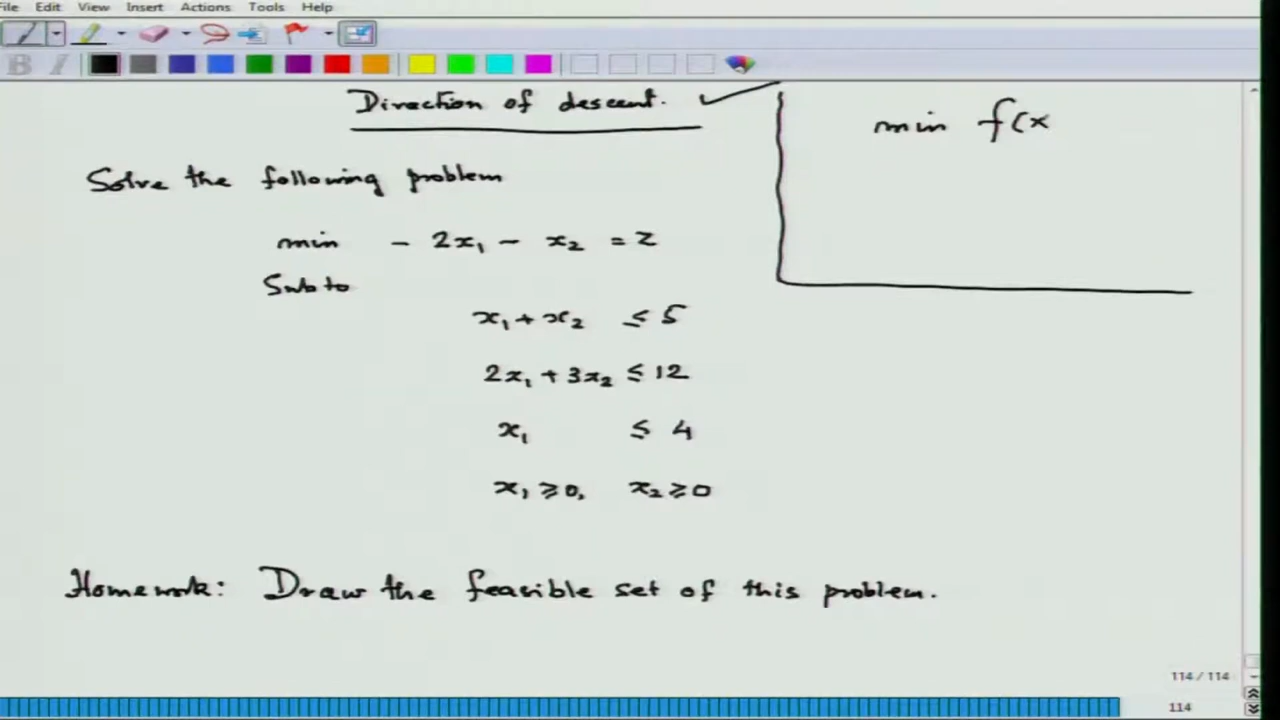 File Edit View Insert Actions Tools Help
B I
Direction of descent. ✓
min f(x
Solve the following problem
min - 2x₁ - x₂ = z
Sub to
x₁ + x₂ ≤ 5
2x₁ + 3x₂ ≤ 12
x₁ ≤ 4
x₁ ≥ 0, x₂ ≥ 0
Homework: Draw the feasible set of this problem.
114 / 114
114